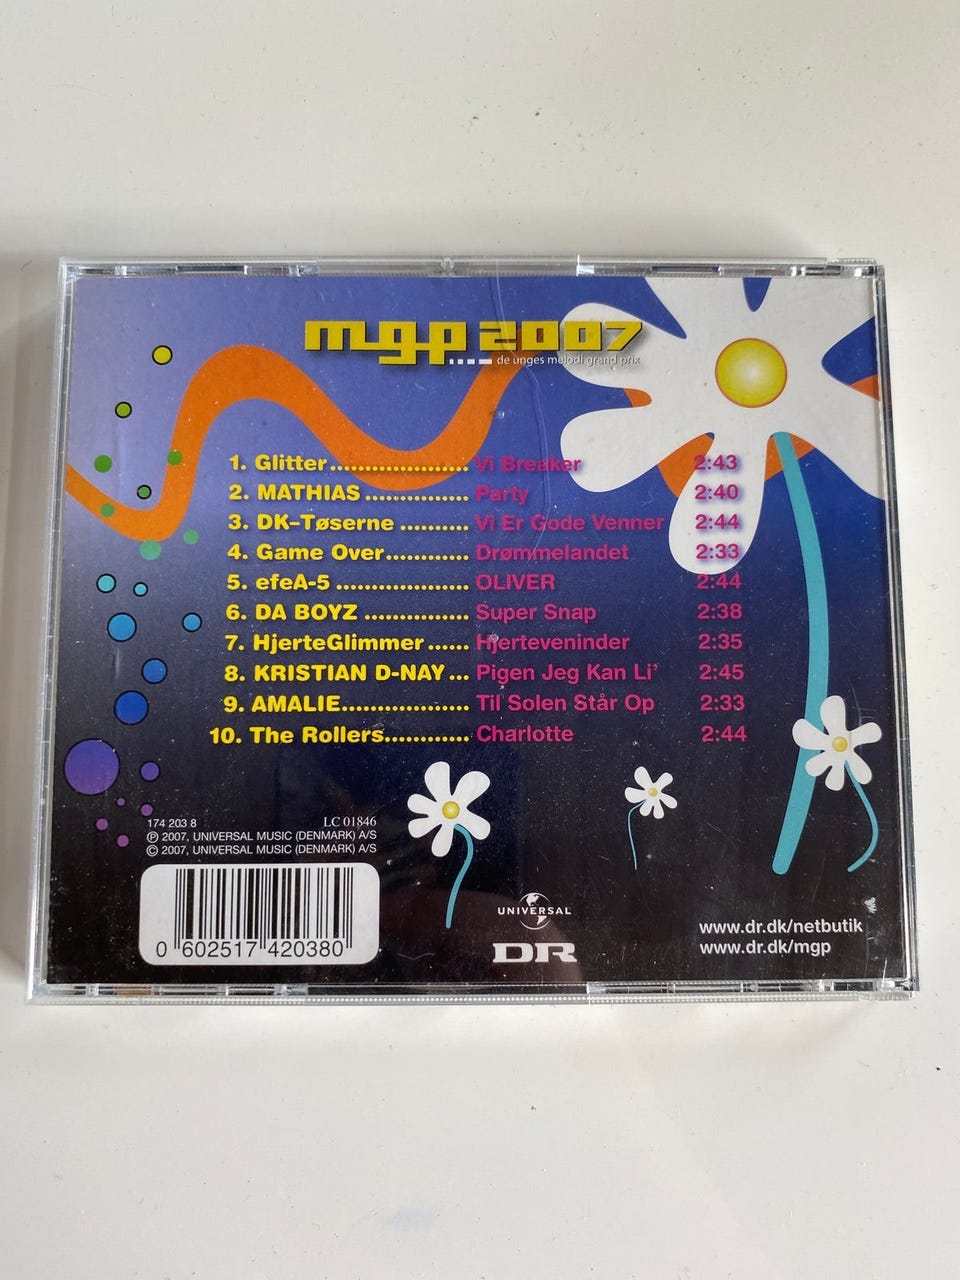 mgp 2007
de unges melodi grand prix
1. Glitter...................... Vi Breaker 2:43
2. MATHIAS ................ Party 2:40
3. DK-Tøserne ........... Vi Er Gode Venner 2:44
4. Game Over............. Drømmelandet 2:33
5. efeA-5 ..................... OLIVER 2:44
6. DA BOYZ ................ Super Snap 2:38
7. HjerteGlimmer ...... Hjerteveninder 2:35
8. KRISTIAN D-NAY ... Pigen Jeg Kan Li' 2:45
9. AMALIE................... Til Solen Står Op 2:33
10. The Rollers............. Charlotte 2:44
174 203 8 LC 01846
℗ 2007, UNIVERSAL MUSIC (DENMARK) A/S
© 2007, UNIVERSAL MUSIC (DENMARK) A/S
0 602517 420380
UNIVERSAL
DR
www.dr.dk/netbutik
www.dr.dk/mgp